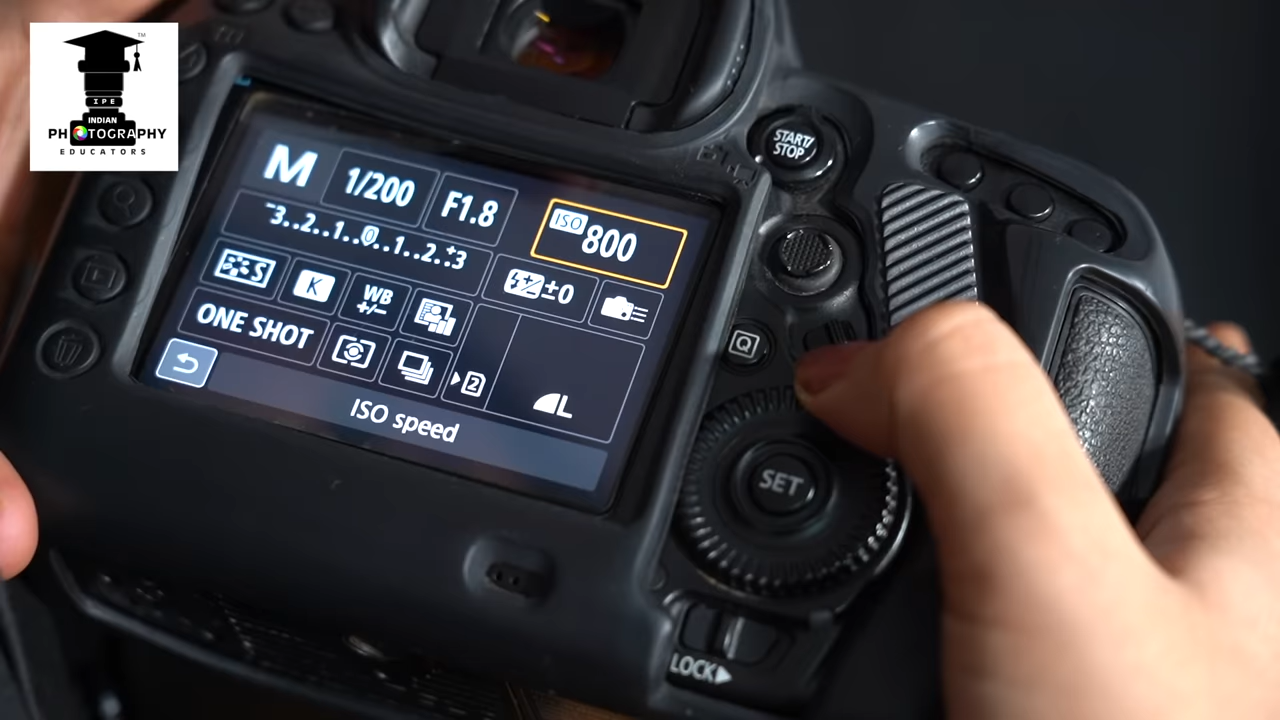 TM
IPE
INDIAN
PHOTOGRAPHY
EDUCATORS
START/
STOP
M 1/200 F1.8 ISO 800
-3..2..1..0..1..2..+3
±0
S K WB
+/-
ONE SHOT
2
L
ISO speed
Q
SET
LOCK▶